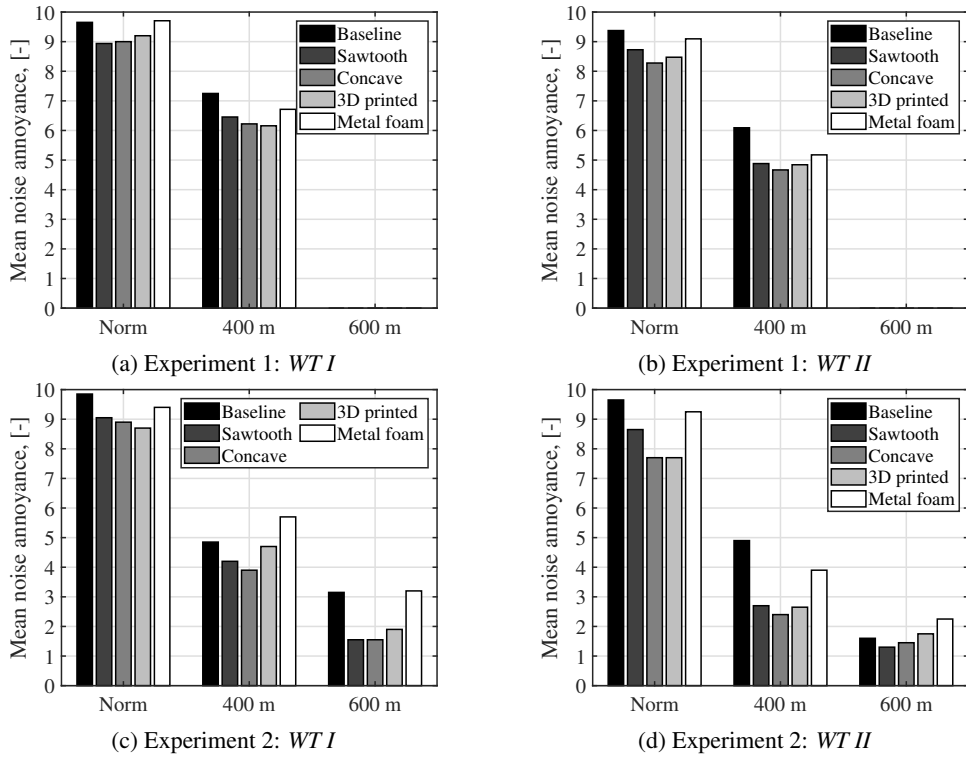 Mean noise annoyance, [-]
10
9
8
7
6
5
4
3
2
1
0
Baseline
Sawtooth
Concave
3D printed
Metal foam
Norm
400 m
600 m
(a) Experiment 1: WT I
Mean noise annoyance, [-]
10
9
8
7
6
5
4
3
2
1
0
Baseline
Sawtooth
Concave
3D printed
Metal foam
Norm
400 m
600 m
(b) Experiment 1: WT II
Mean noise annoyance, [-]
10
9
8
7
6
5
4
3
2
1
0
Baseline
Sawtooth
Concave
3D printed
Metal foam
Norm
400 m
600 m
(c) Experiment 2: WT I
Mean noise annoyance, [-]
10
9
8
7
6
5
4
3
2
1
0
Baseline
Sawtooth
Concave
3D printed
Metal foam
Norm
400 m
600 m
(d) Experiment 2: WT II